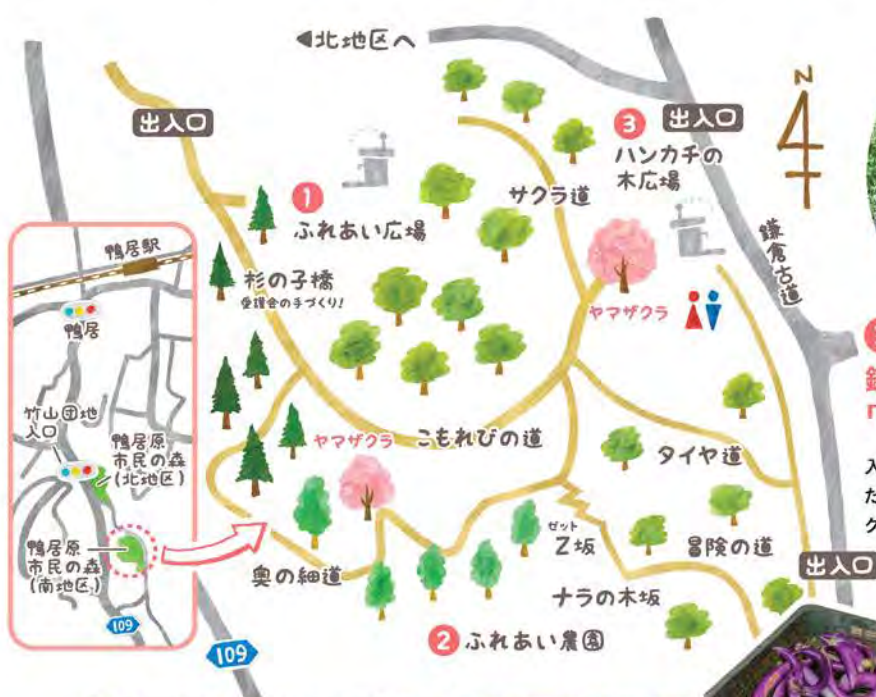 ◀北地区へ
出入口
3
出入口
ハンカチの
木広場
N
1
ふれあい広場
サクラ道
鎌倉古道
杉の子橋
愛護会の手づくり!
ヤマザクラ
鴨居駅
鴨居
竹山団地
入口
鴨居原
市民の森
(北地区)
鴨居原
市民の森
(南地区)
109
ヤマザクラ
こもれびの道
タイヤ道
ゼット
Z坂
冒険の道
奥の細道
ナラの木坂
出入口
2
ふれあい農園
109